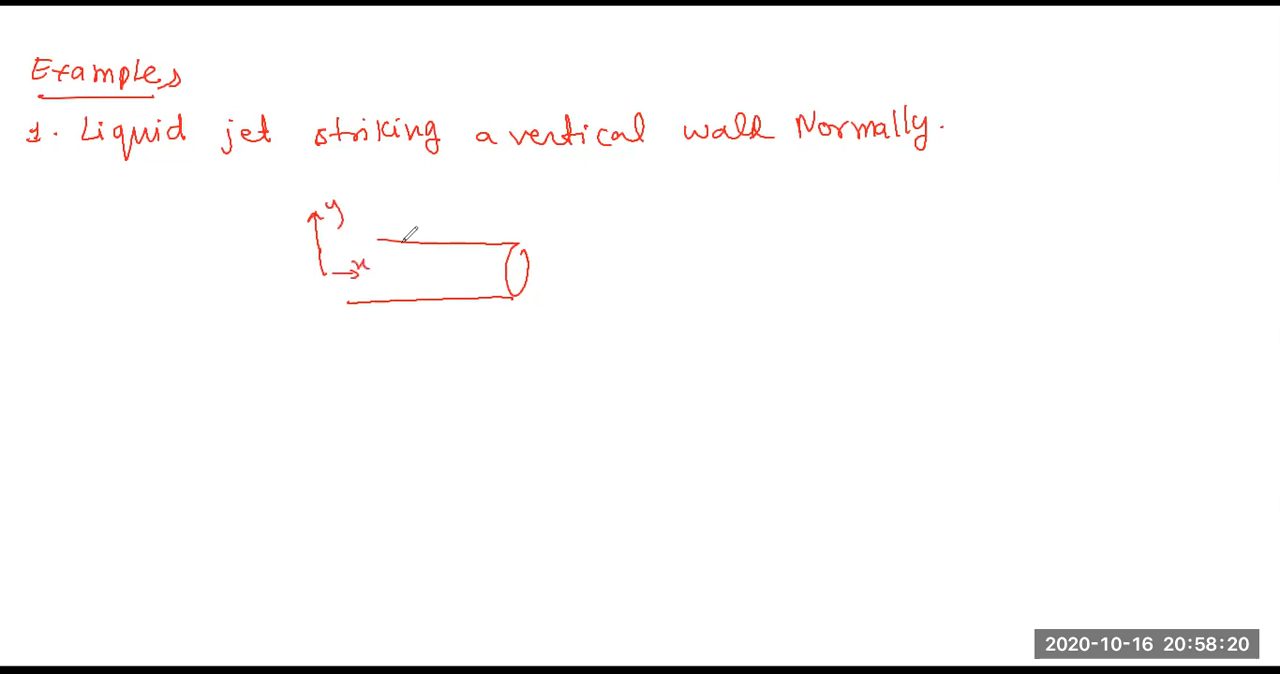 Examples
1. Liquid jet striking a vertical wall Normally.
y
x
2020-10-16 20:58:20